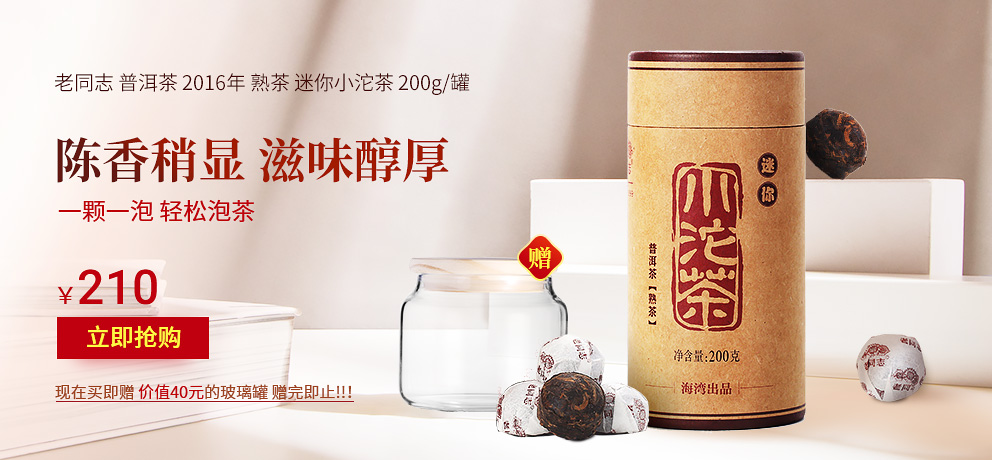 老同志 普洱茶 2016年 熟茶 迷你小沱茶 200g/罐
陈香稍显 滋味醇厚
一颗一泡 轻松泡茶
¥210
立即抢购
现在买即赠 价值40元的玻璃罐 赠完即止!!!
赠
迷你
小沱茶
普洱茶【熟茶】
净含量:200克
海湾出品
老同志